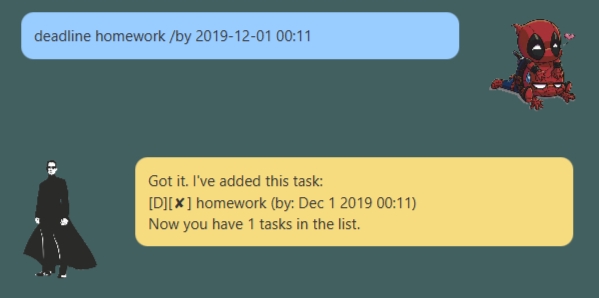 deadline homework /by 2019-12-01 00:11
Got it. I've added this task:
[D][✘] homework (by: Dec 1 2019 00:11)
Now you have 1 tasks in the list.